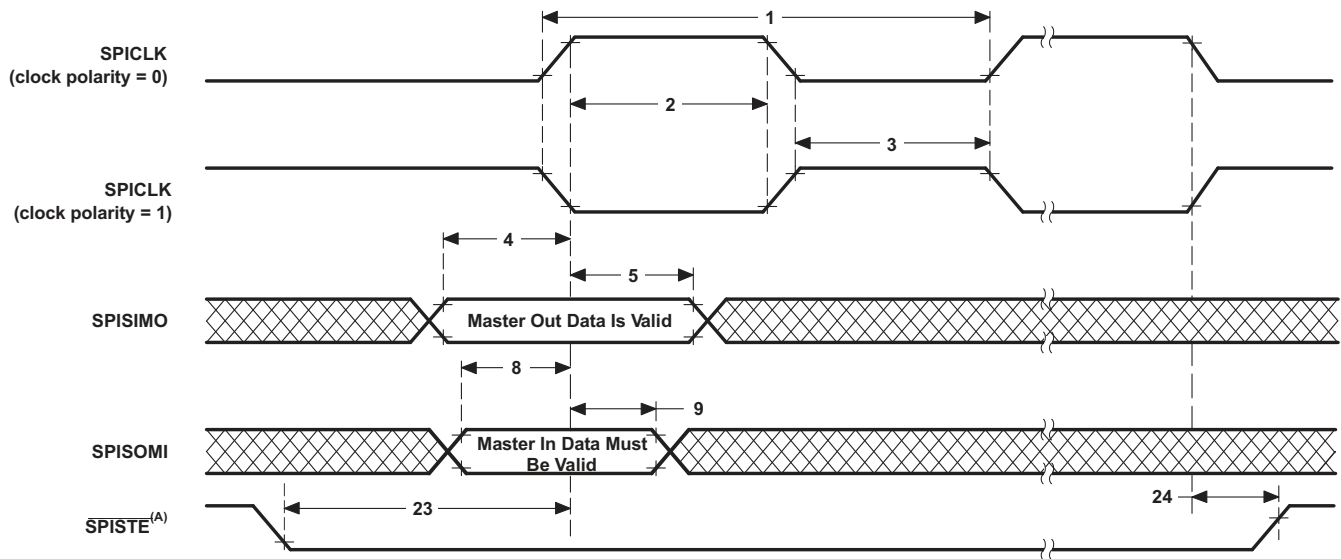 1
SPICLK
(clock polarity = 0)
2
3
SPICLK
(clock polarity = 1)
4
5
SPISIMO
Master Out Data Is Valid
8
9
SPISOMI
Master In Data Must
Be Valid
23
24
SPISTE(A)